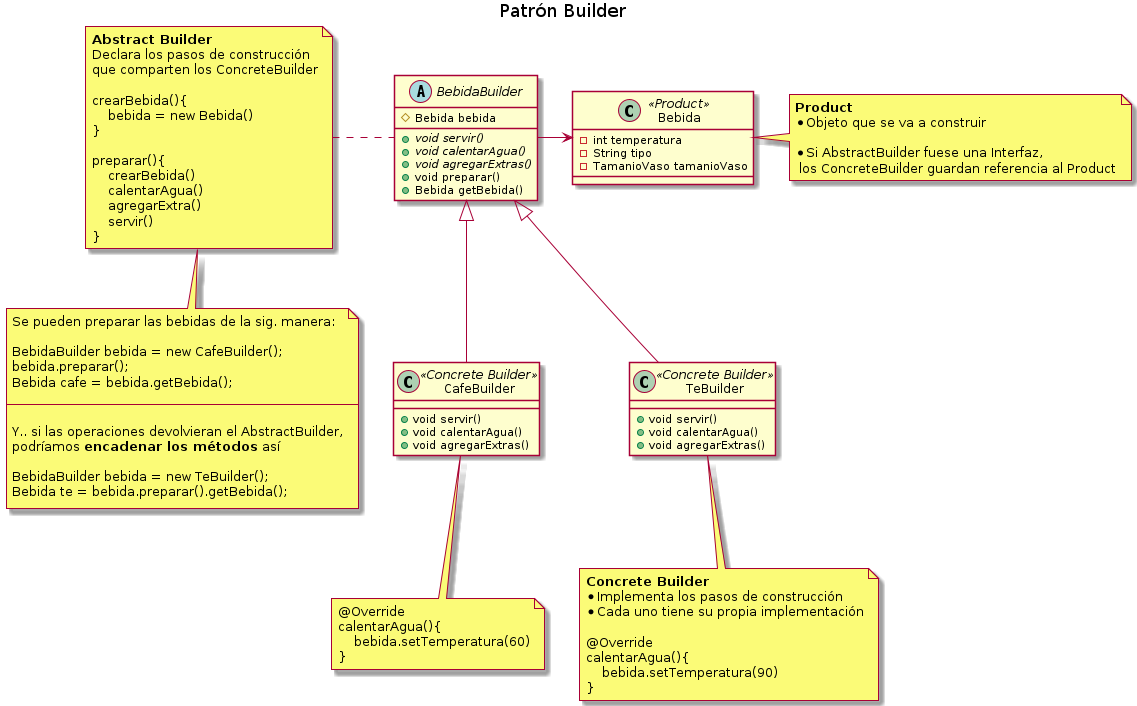 Patrón Builder
Abstract Builder
Declara los pasos de construcción
que comparten los ConcreteBuilder
crearBebida(){
bebida = new Bebida()
}
preparar(){
crearBebida()
calentarAgua()
agregarExtra()
servir()
}
A BebidaBuilder
Bebida bebida
void servir()
void calentarAgua()
void agregarExtras()
void preparar()
Bebida getBebida()
C «Product»
Bebida
int temperatura
String tipo
TamanioVaso tamanioVaso
Product
• Objeto que se va a construir
• Si AbstractBuilder fuese una Interfaz,
los ConcreteBuilder guardan referencia al Product
Se pueden preparar las bebidas de la sig. manera:
BebidaBuilder bebida = new CafeBuilder();
bebida.preparar();
Bebida cafe = bebida.getBebida();
Y.. si las operaciones devolvieran el AbstractBuilder,
podríamos encadenar los métodos así
BebidaBuilder bebida = new TeBuilder();
Bebida te = bebida.preparar().getBebida();
C «Concrete Builder»
CafeBuilder
void servir()
void calentarAgua()
void agregarExtras()
C «Concrete Builder»
TeBuilder
void servir()
void calentarAgua()
void agregarExtras()
@Override
calentarAgua(){
bebida.setTemperatura(60)
}
Concrete Builder
• Implementa los pasos de construcción
• Cada uno tiene su propia implementación
@Override
calentarAgua(){
bebida.setTemperatura(90)
}